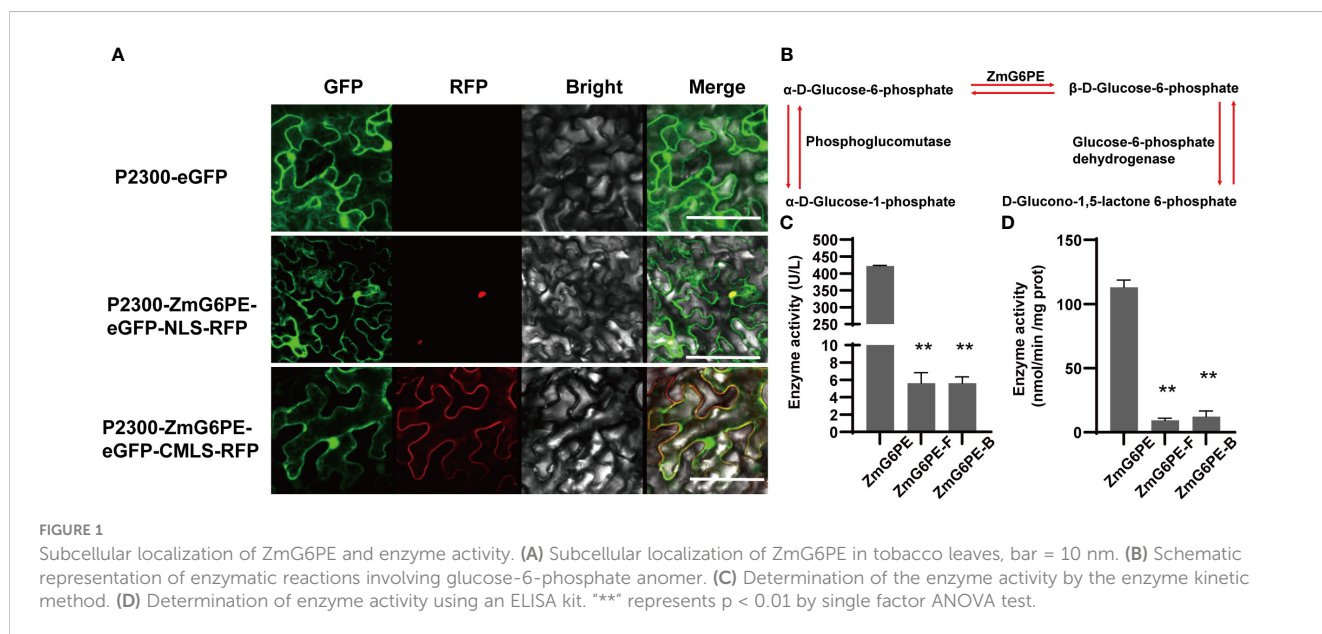 A
GFP RFP Bright Merge
P2300-eGFP
P2300-ZmG6PE-
eGFP-NLS-RFP
P2300-ZmG6PE-
eGFP-CMLS-RFP
B
ZmG6PE
α-D-Glucose-6-phosphate β-D-Glucose-6-phosphate
Phosphoglucomutase
Glucose-6-phosphate
dehydrogenase
α-D-Glucose-1-phosphate D-Glucono-1,5-lactone 6-phosphate
C
Enzyme activity (U/L)
500
450
400
350
300
250
10
8
6
4
2
0
** **
ZmG6PE
ZmG6PE-F
ZmG6PE-B
D
Enzyme activity
(nmol/min /mg prot)
150
100
50
0
** **
ZmG6PE
ZmG6PE-F
ZmG6PE-B
FIGURE 1
Subcellular localization of ZmG6PE and enzyme activity. (A) Subcellular localization of ZmG6PE in tobacco leaves, bar = 10 nm. (B) Schematic
representation of enzymatic reactions involving glucose-6-phosphate anomer. (C) Determination of the enzyme activity by the enzyme kinetic
method. (D) Determination of enzyme activity using an ELISA kit. “**” represents p < 0.01 by single factor ANOVA test.